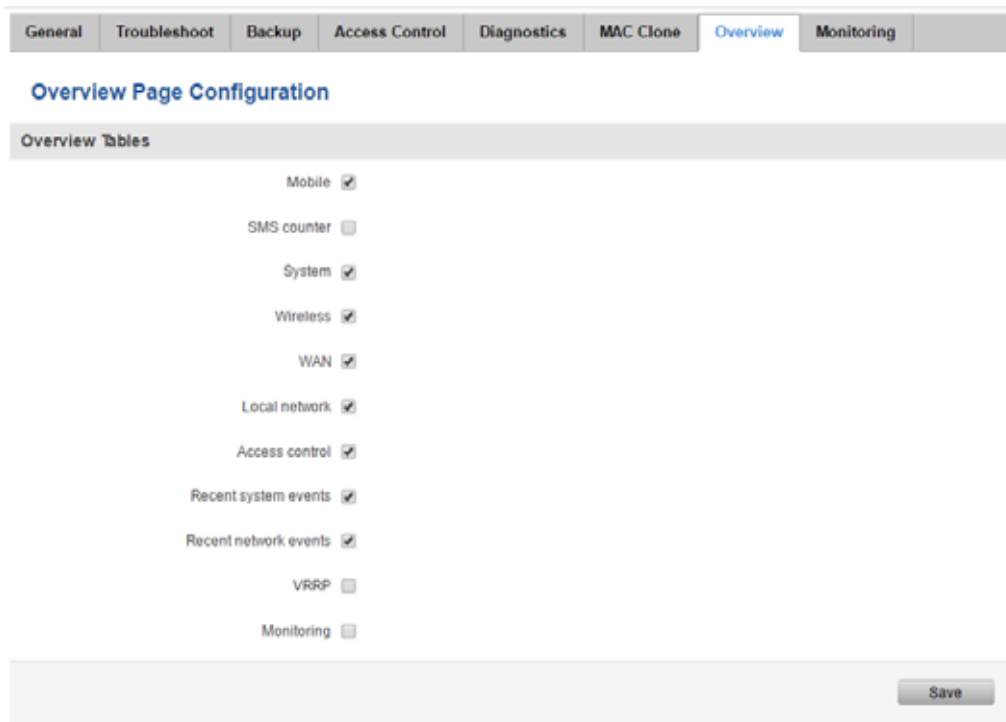 General Troubleshoot Backup Access Control Diagnostics MAC Clone Overview Monitoring
Overview Page Configuration
Overview Tables
Mobile
SMS counter
System
Wireless
WAN
Local network
Access control
Recent system events
Recent network events
VRRP
Monitoring
Save